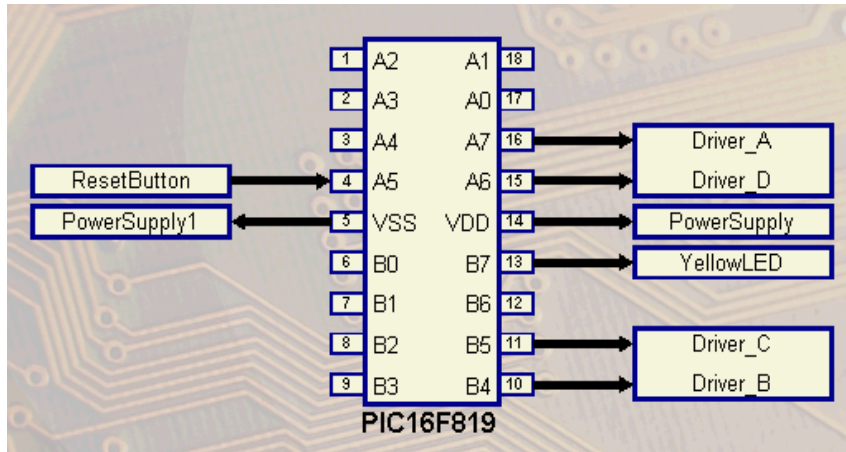 1 A2 A1 18
2 A3 A0 17
3 A4 A7 16 Driver_A
ResetButton 4 A5 A6 15 Driver_D
PowerSupply1 5 VSS VDD 14 PowerSupply
6 B0 B7 13 YellowLED
7 B1 B6 12
8 B2 B5 11 Driver_C
9 B3 B4 10 Driver_B
PIC16F819